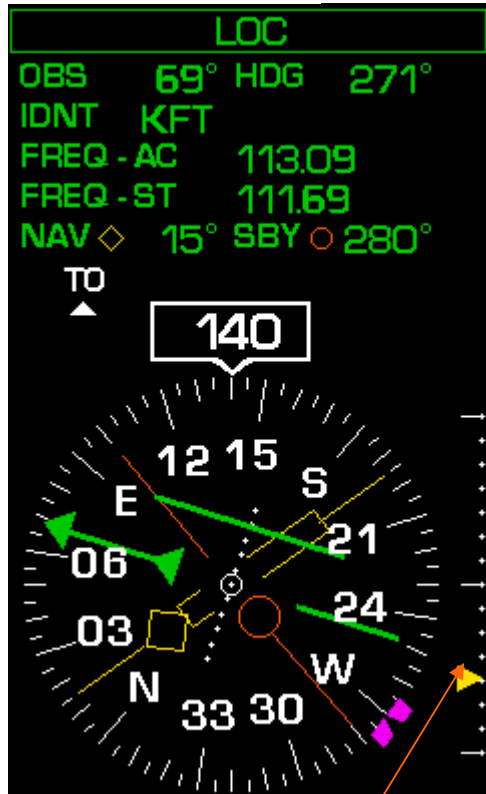 LOC
OBS 69° HDG 271°
IDNT KFT
FREQ - AC 113.09
FREQ - ST 111.69
NAV 15° SBY 280°
TO
140
12 15
E S
06 21
03 24
N W
33 30